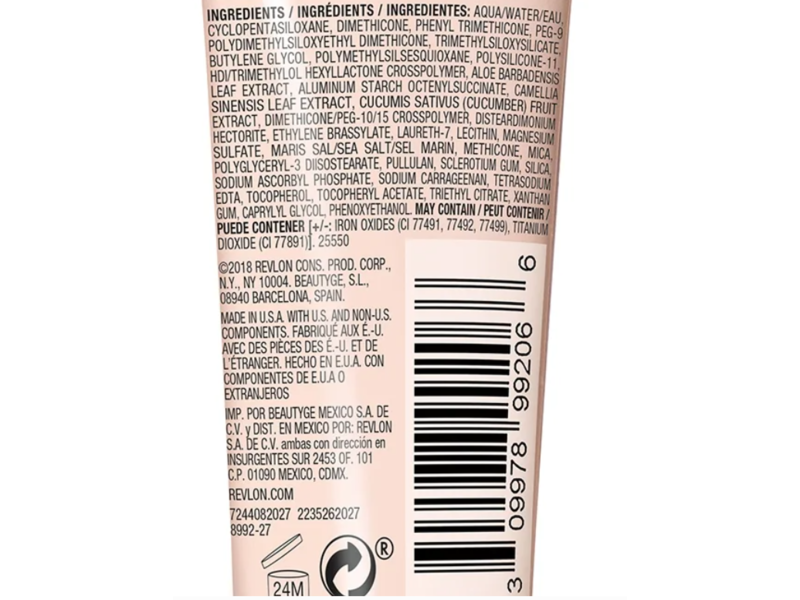 INGREDIENTS / INGRÉDIENTS / INGREDIENTES: AQUA/WATER/EAU,
CYCLOPENTASILOXANE, DIMETHICONE, PHENYL TRIMETHICONE, PEG-9
POLYDIMETHYLSILOXYETHYL DIMETHICONE, TRIMETHYLSILOXYSILICATE,
BUTYLENE GLYCOL, POLYMETHYLSILSESQUIOXANE, POLYSILICONE-11,
HDI/TRIMETHYLOL HEXYLLACTONE CROSSPOLYMER, ALOE BARBADENSIS
LEAF EXTRACT, ALUMINUM STARCH OCTENYLSUCCINATE, CAMELLIA
SINENSIS LEAF EXTRACT, CUCUMIS SATIVUS (CUCUMBER) FRUIT
EXTRACT, DIMETHICONE/PEG-10/15 CROSSPOLYMER, DISTEARDIMONIUM
HECTORITE, ETHYLENE BRASSYLATE, LAURETH-7, LECITHIN, MAGNESIUM
SULFATE, MARIS SAL/SEA SALT/SEL MARIN, METHICONE, MICA,
POLYGLYCERYL-3 DIISOSTEARATE, PULLULAN, SCLEROTIUM GUM, SILICA,
SODIUM ASCORBYL PHOSPHATE, SODIUM CARRAGEENAN, TETRASODIUM
EDTA, TOCOPHEROL, TOCOPHERYL ACETATE, TRIETHYL CITRATE, XANTHAN
GUM, CAPRYLYL GLYCOL, PHENOXYETHANOL. MAY CONTAIN / PEUT CONTENIR /
PUEDE CONTENER [+/-: IRON OXIDES (CI 77491, 77492, 77499), TITANIUM
DIOXIDE (CI 77891)]. 25550
©2018 REVLON CONS. PROD. CORP.,
N.Y., NY 10004. BEAUTYGE, S.L.,
08940 BARCELONA, SPAIN.
MADE IN U.S.A. WITH U.S. AND NON-U.S.
COMPONENTS. FABRIQUÉ AUX É.-U.
AVEC DES PIÈCES DES É.-U. ET DE
L'ÉTRANGER. HECHO EN E.U.A. CON
COMPONENTES DE E.U.A O
EXTRANJEROS
IMP. POR BEAUTYGE MEXICO S.A. DE
C.V. y DIST. EN MEXICO POR: REVLON
S.A. DE C.V. ambas con dirección en
INSURGENTES SUR 2453 OF. 101
C.P. 01090 MEXICO, CDMX.
REVLON.COM
7244082027 2235262027
8992-27
24M
®
3 09978 99206 6